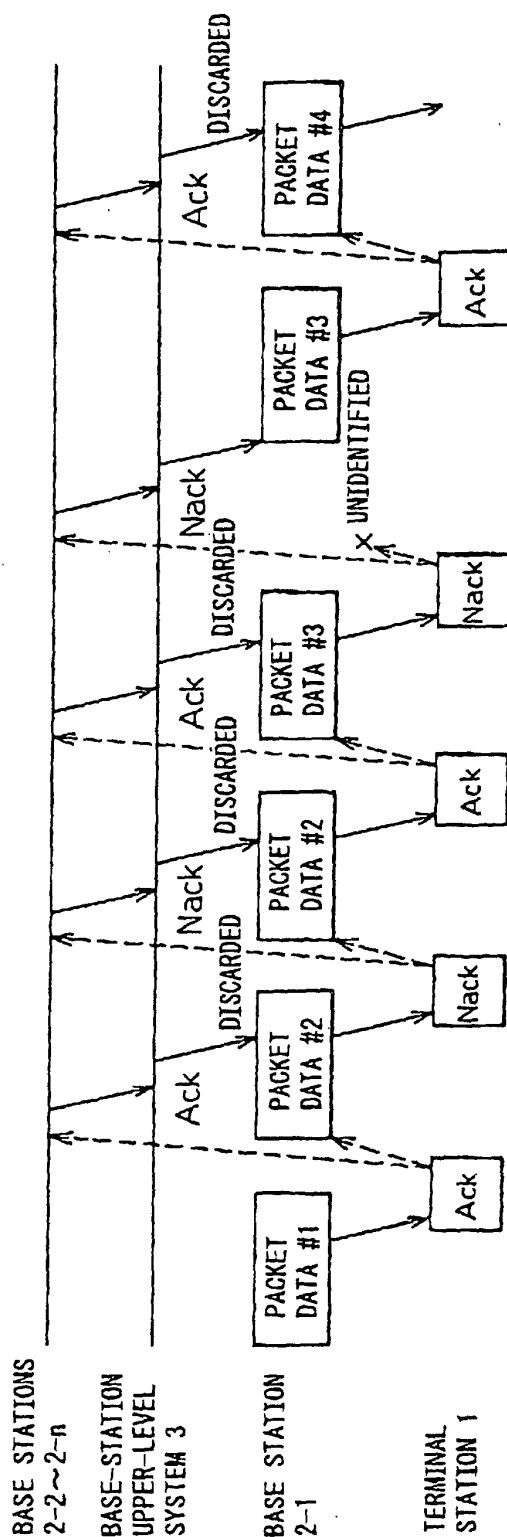 BASE STATIONS
2-2~2-n
BASE-STATION
UPPER-LEVEL
SYSTEM 3
Ack
Nack
Ack
Nack
Ack
DISCARDED
DISCARDED
DISCARDED
DISCARDED
DISCARDED
BASE STATION
2-1
PACKET
DATA #1
PACKET
DATA #2
PACKET
DATA #2
PACKET
DATA #3
× UNIDENTIFIED
PACKET
DATA #3
PACKET
DATA #4
TERMINAL
STATION 1
Ack
Nack
Ack
Nack
Ack